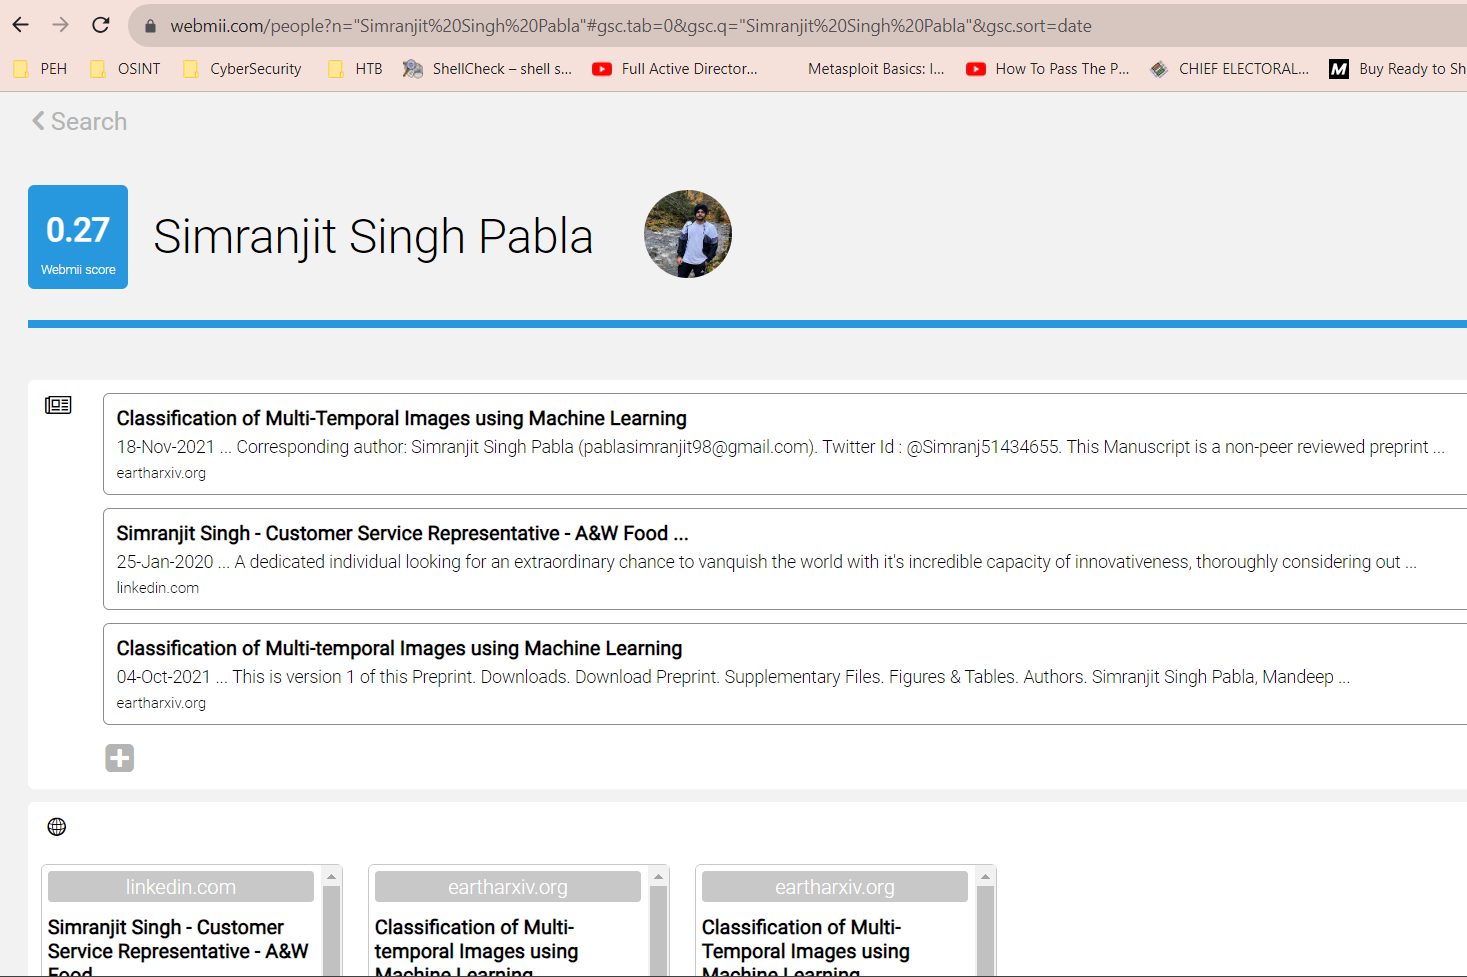 webmii.com/people?n="Simranjit%20Singh%20Pabla"#gsc.tab=0&gsc.q="Simranjit%20Singh%20Pabla"&gsc.sort=date
PEH OSINT CyberSecurity HTB ShellCheck – shell s... Full Active Director... Metasploit Basics: I... How To Pass The P... CHIEF ELECTORAL... M Buy Ready to Sh
Search
0.27
Webmii score
Simranjit Singh Pabla
Classification of Multi-Temporal Images using Machine Learning
18-Nov-2021 ... Corresponding author: Simranjit Singh Pabla (pablasimranjit98@gmail.com). Twitter Id : @Simranj51434655. This Manuscript is a non-peer reviewed preprint ...
eartharxiv.org
Simranjit Singh - Customer Service Representative - A&W Food ...
25-Jan-2020 ... A dedicated individual looking for an extraordinary chance to vanquish the world with it's incredible capacity of innovativeness, thoroughly considering out ...
linkedin.com
Classification of Multi-temporal Images using Machine Learning
04-Oct-2021 ... This is version 1 of this Preprint. Downloads. Download Preprint. Supplementary Files. Figures & Tables. Authors. Simranjit Singh Pabla, Mandeep ...
eartharxiv.org
linkedin.com
Simranjit Singh - Customer
Service Representative - A&W
Food
eartharxiv.org
Classification of Multi-
temporal Images using
Machine Learning
eartharxiv.org
Classification of Multi-
Temporal Images using
Machine Learning